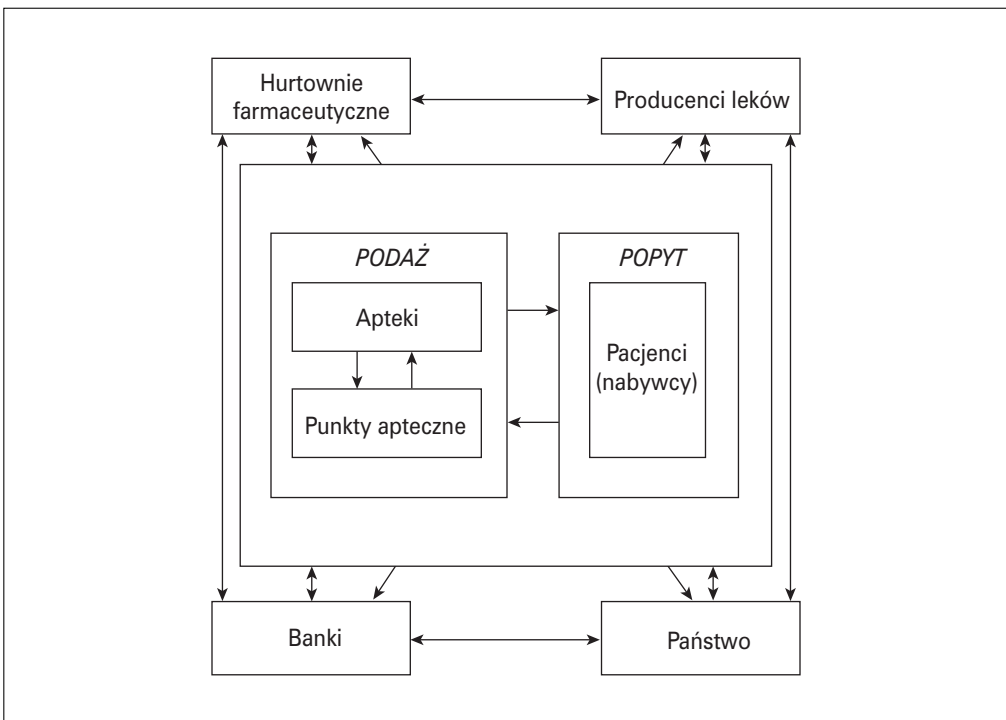 Hurtownie
farmaceutyczne
Producenci leków
PODAŻ
POPYT
Apteki
Pacjenci
(nabywcy)
Punkty apteczne
Banki
Państwo